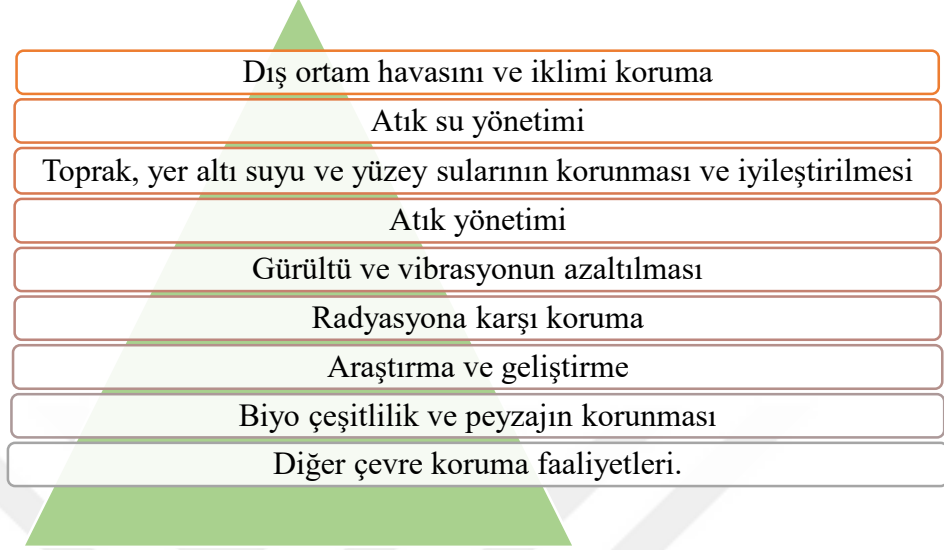 Dış ortam havasını ve iklimi koruma
Atık su yönetimi
Toprak, yer altı suyu ve yüzey sularının korunması ve iyileştirilmesi
Atık yönetimi
Gürültü ve vibrasyonun azaltılması
Radyasyona karşı koruma
Araştırma ve geliştirme
Biyo çeşitlilik ve peyzajın korunması
Diğer çevre koruma faaliyetleri.